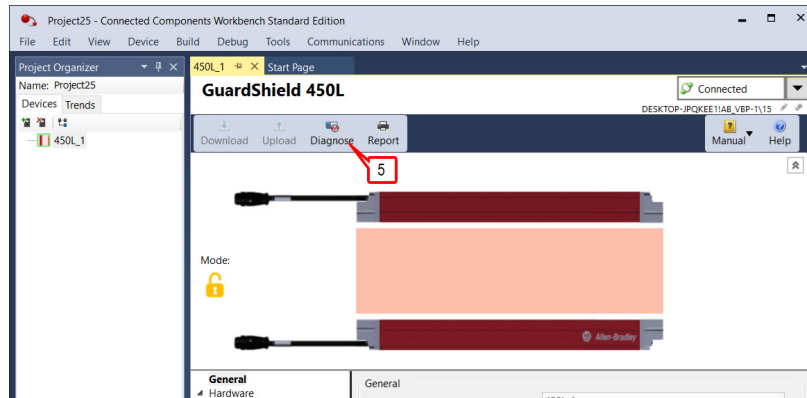 Project25 - Connected Components Workbench Standard Edition
File Edit View Device Build Debug Tools Communications Window Help
Project Organizer
450L_1 Start Page
Name: Project25
GuardShield 450L
Connected
Devices Trends
DESKTOP-JPQKEE1!AB_VBP-1\15
450L_1
Download Upload Diagnose Report
Manual Help
5
Mode:
Allen-Bradley
General
General
Hardware